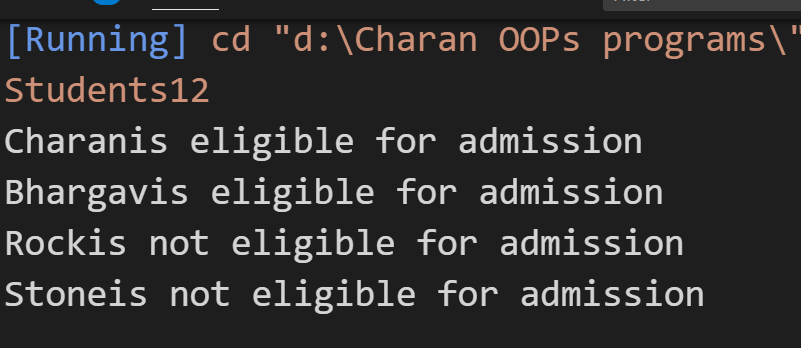 [Running] cd "d:\Charan OOPs programs\"
Students12
Charanis eligible for admission
Bhargavis eligible for admission
Rockis not eligible for admission
Stoneis not eligible for admission